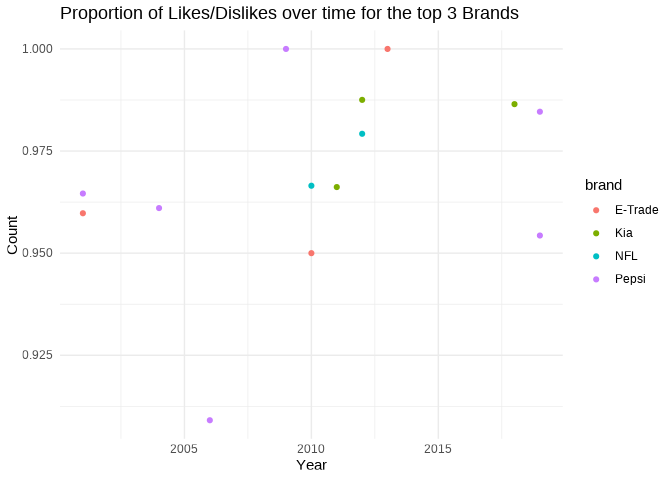 Proportion of Likes/Dislikes over time for the top 3 Brands
1.000
0.975
0.950
0.925
Count
2005 2010 2015
Year
brand
E-Trade
Kia
NFL
Pepsi